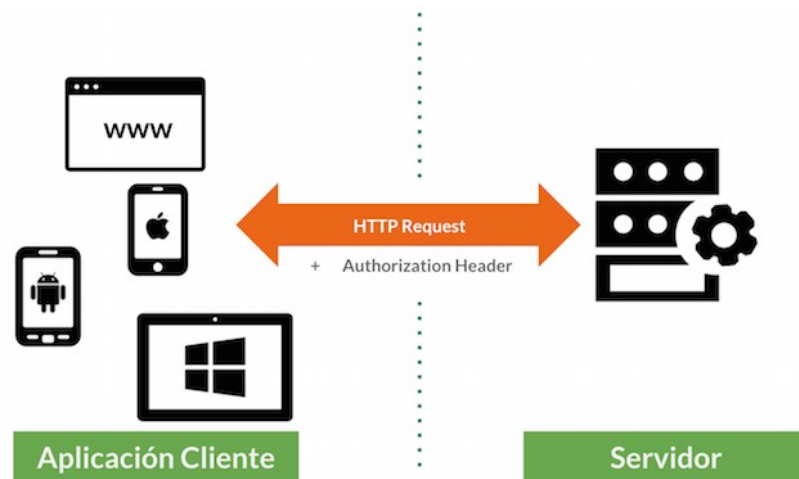 www
HTTP Request
+ Authorization Header
Aplicación Cliente
Servidor